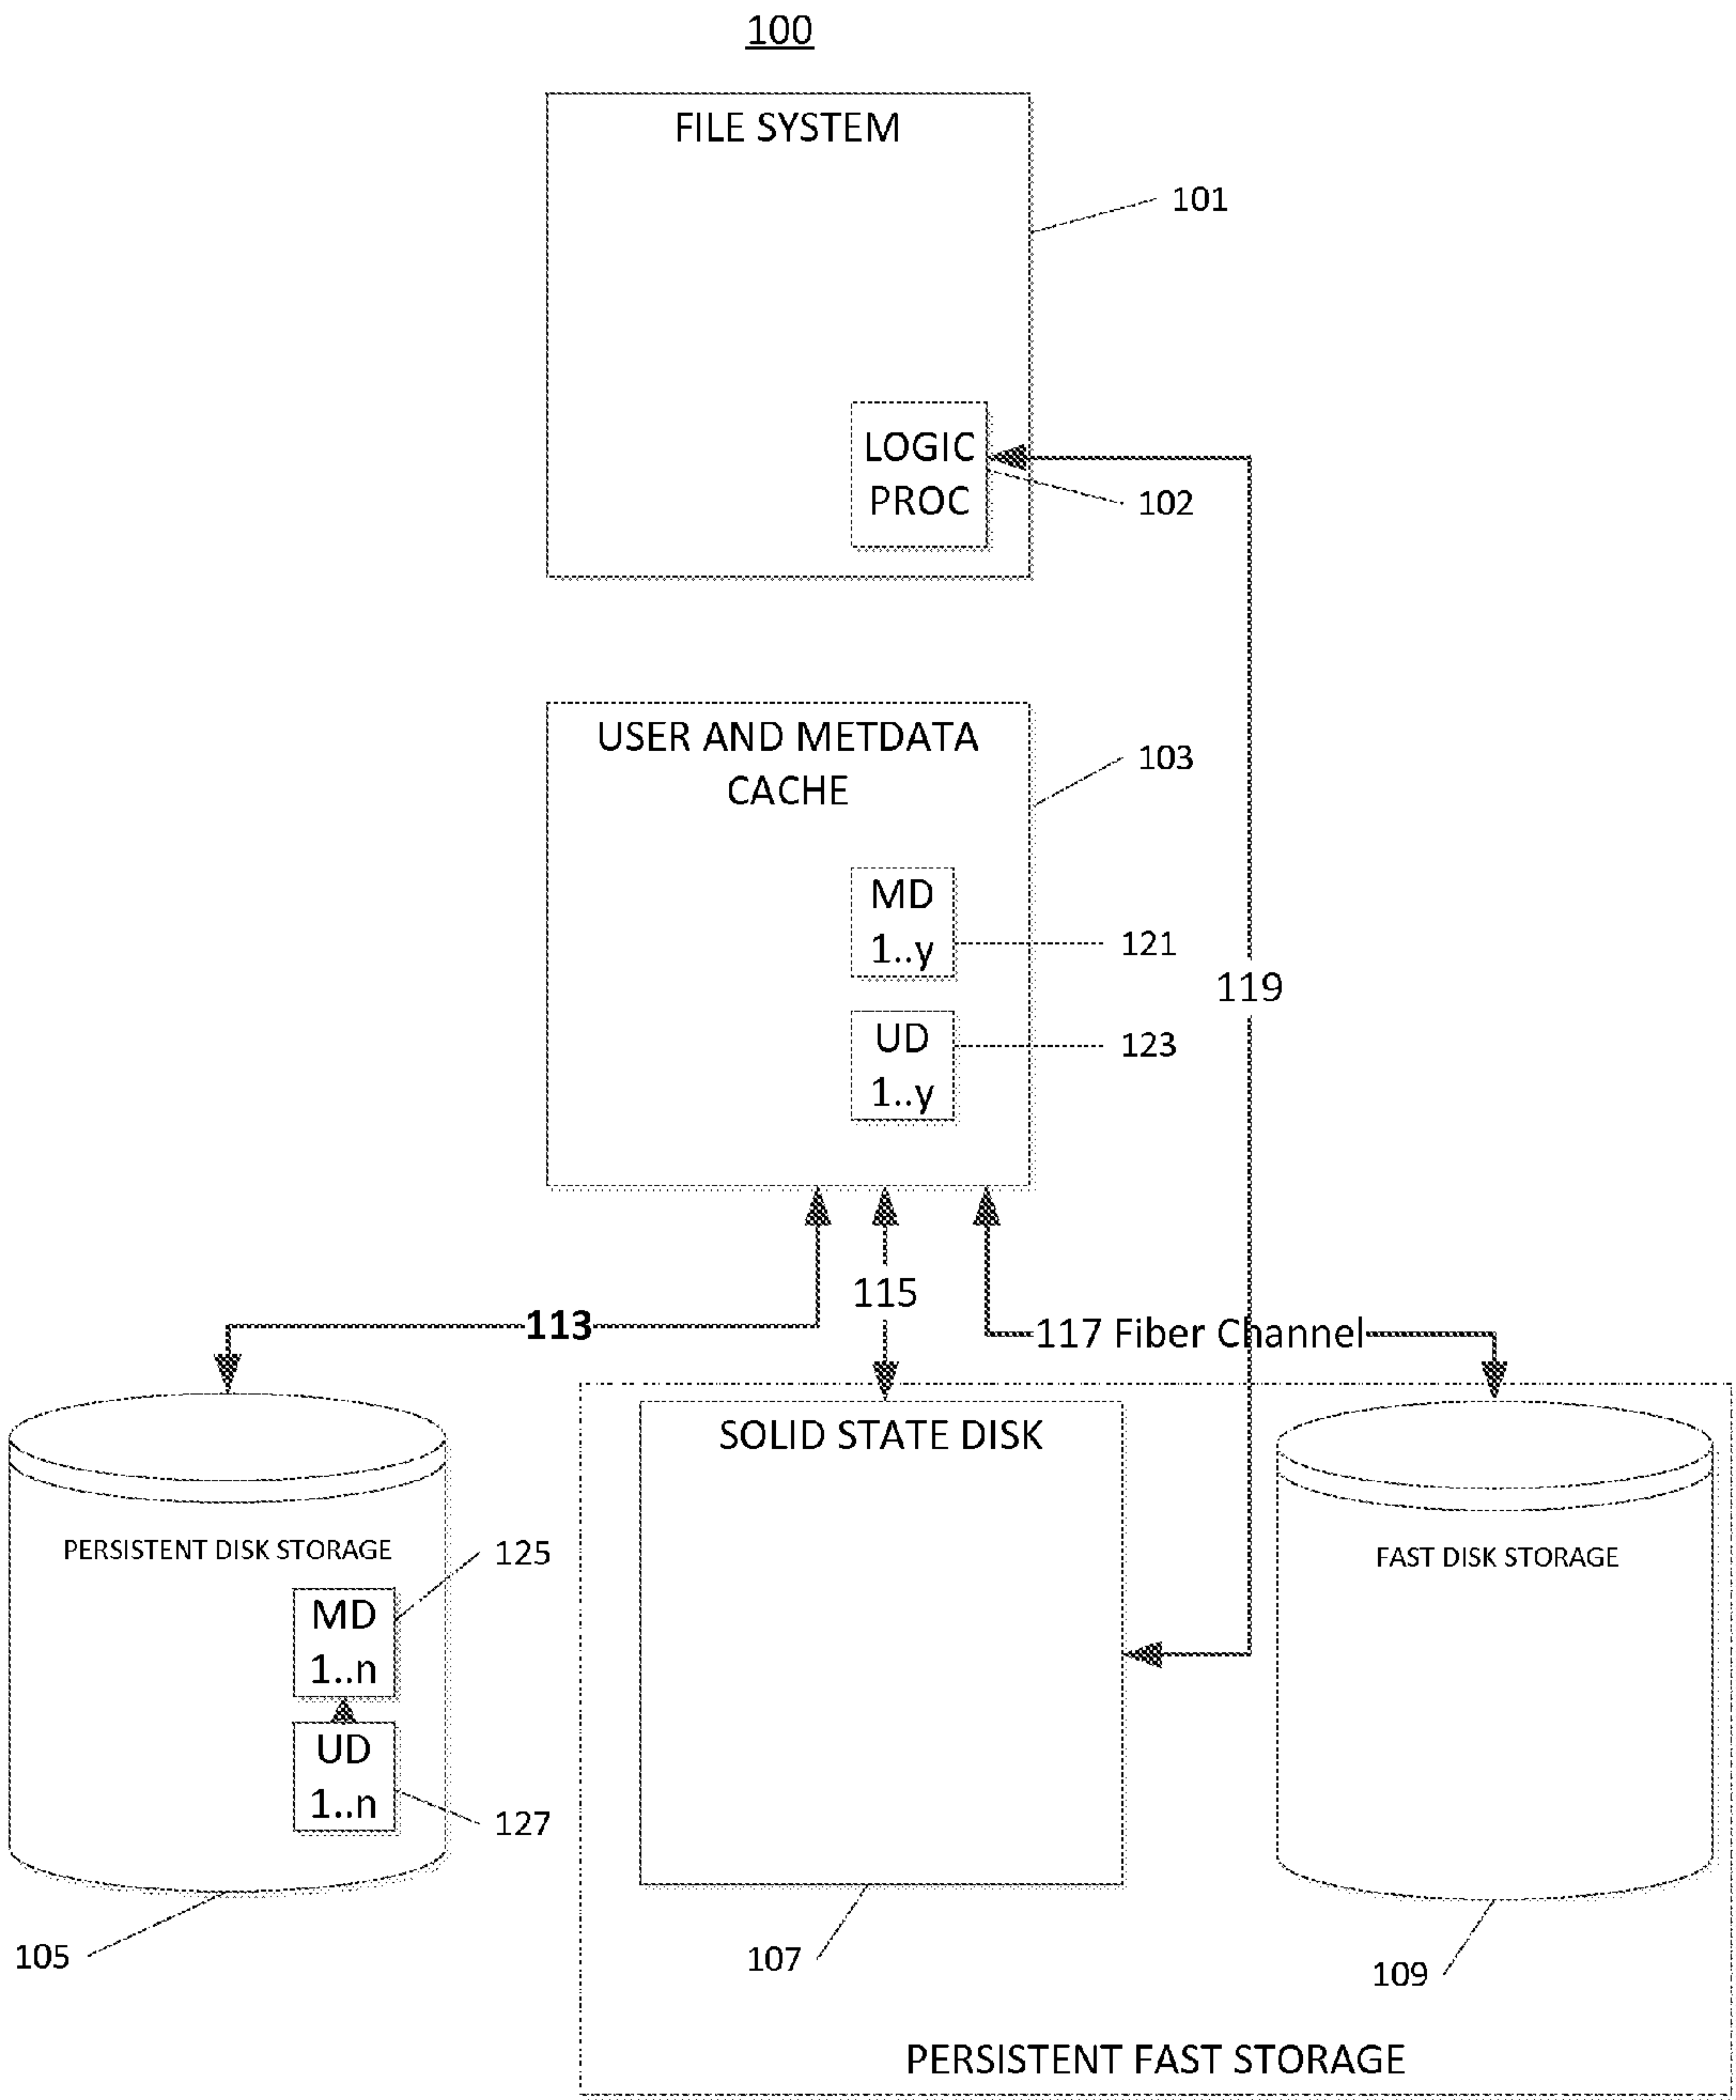 100
FILE SYSTEM
101
LOGIC
PROC
102
USER AND METDATA
CACHE
103
MD
1..y
121
119
UD
1..y
123
115
113
117 Fiber Channel
SOLID STATE DISK
PERSISTENT DISK STORAGE
125
FAST DISK STORAGE
MD
1..n
UD
1..n
127
105
107
109
PERSISTENT FAST STORAGE